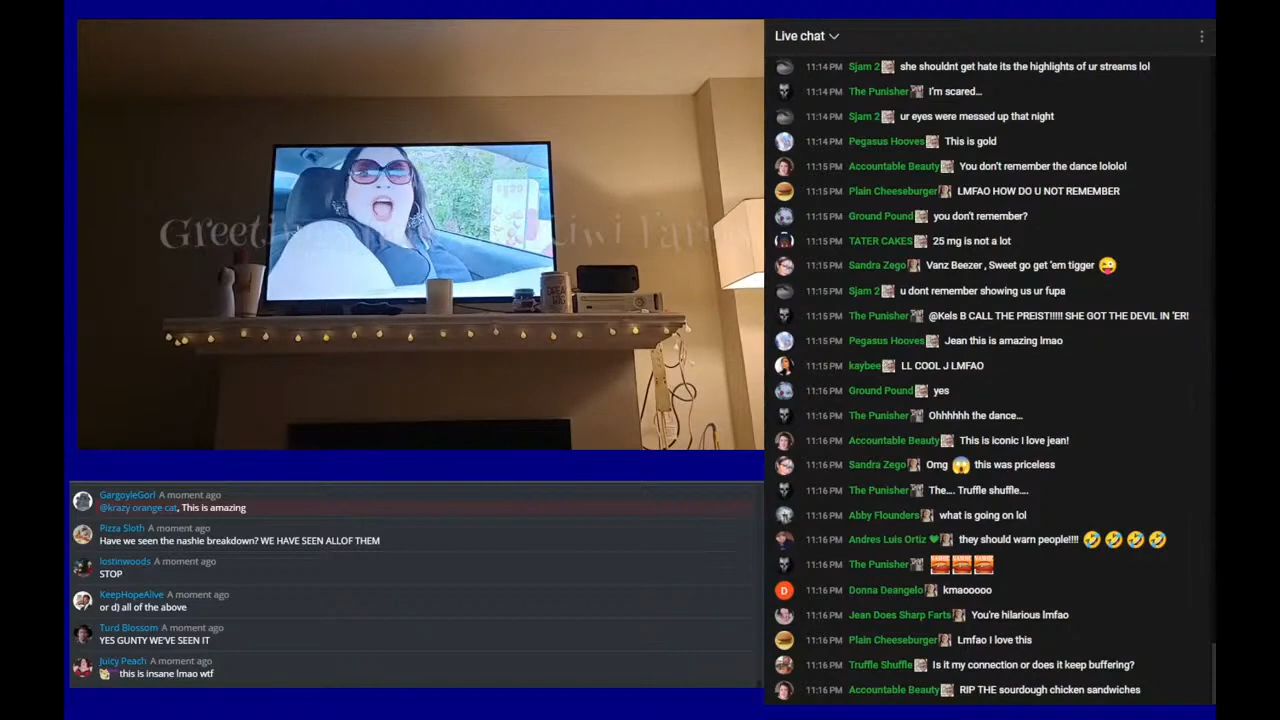 Live chat
11:14 PM Sjam 2 she shouldnt get hate its the highlights of ur streams lol
11:14 PM The Punisher I'm scared...
11:14 PM Sjam 2 ur eyes were messed up that night
11:14 PM Pegasus Hooves This is gold
11:15 PM Accountable Beauty You don't remember the dance lololol
11:15 PM Plain Cheeseburger LMFAO HOW DO U NOT REMEMBER
11:15 PM Ground Pound you don't remember?
11:15 PM TATER CAKES 25 mg is not a lot
11:15 PM Sandra Zego Vanz Beezer , Sweet go get 'em tigger 😜
11:15 PM Sjam 2 u dont remember showing us ur fupa
11:15 PM The Punisher @Kels B CALL THE PREIST!!!!! SHE GOT THE DEVIL IN 'ER!
11:15 PM Pegasus Hooves Jean this is amazing lmao
11:15 PM kaybee LL COOL J LMFAO
11:16 PM Ground Pound yes
11:16 PM The Punisher Ohhhhhh the dance...
11:16 PM Accountable Beauty This is iconic I love jean!
11:16 PM Sandra Zego Omg 😱 this was priceless
11:16 PM The Punisher The.... Truffle shuffle....
11:16 PM Abby Flounders what is going on lol
11:16 PM Andres Luis Ortiz 💚 they should warn people!!!! 🤣 🤣 🤣 🤣
11:16 PM The Punisher
11:16 PM Donna Deangelo kmaooooo
11:16 PM Jean Does Sharp Farts You're hilarious lmfao
11:16 PM Plain Cheeseburger Lmfao I love this
11:16 PM Truffle Shuffle Is it my connection or does it keep buffering?
11:16 PM Accountable Beauty RIP THE sourdough chicken sandwiches
GargoyleGorl A moment ago
@krazy orange cat, This is amazing
Pizza Sloth A moment ago
Have we seen the nashie breakdown? WE HAVE SEEN ALLOF THEM
lostinwoods A moment ago
STOP
KeepHopeAlive A moment ago
or d) all of the above
Turd Blossom A moment ago
YES GUNTY WE'VE SEEN IT
Juicy Peach A moment ago
this is insane lmao wtf